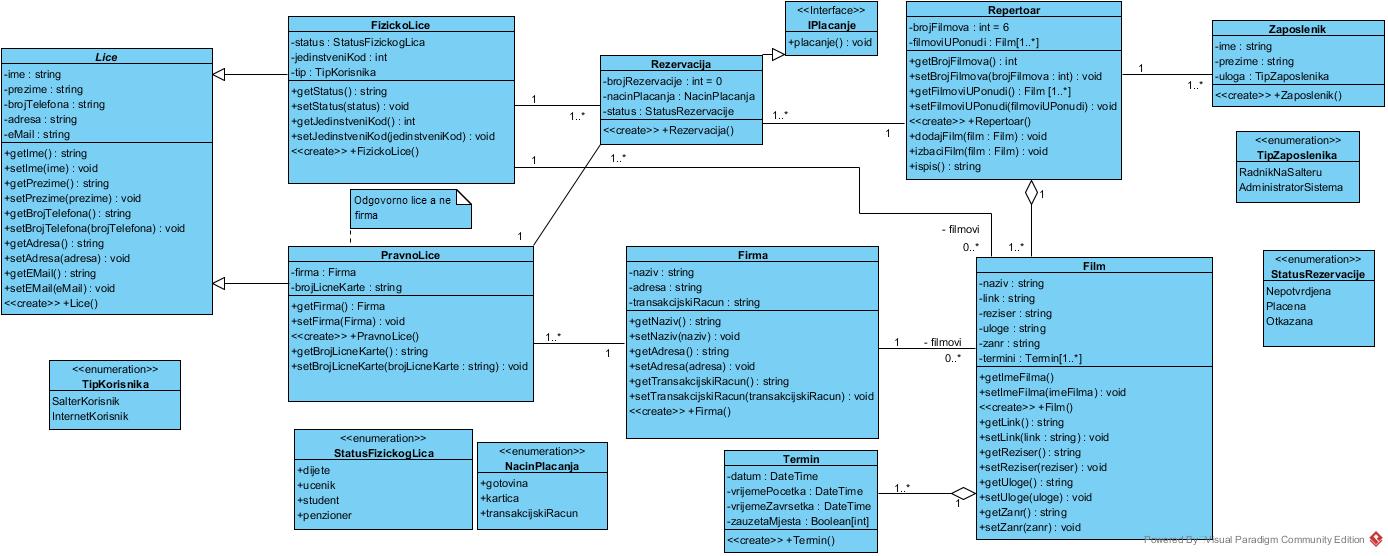 Lice
-ime : string
-prezime : string
-brojTelefona : string
-adresa : string
-eMail : string
+getIme() : string
+setIme(ime) : void
+getPrezime() : string
+setPrezime(prezime) : void
+getBrojTelefona() : string
+setBrojTelefona(brojTelefona) : void
+getAdresa() : string
+setAdresa(adresa) : void
+getEMail() : string
+setEMail(eMail) : void
<<create>> +Lice()
FizickoLice
-status : StatusFizickogLica
-jedinstveniKod : int
-tip : TipKorisnika
+getStatus() : string
+setStatus(status) : void
+getJedinstveniKod() : int
+setJedinstveniKod(jedinstveniKod) : void
<<create>> +FizickoLice()
1
1..*
1
Rezervacija
-brojRezervacije : int = 0
-nacinPlacanja : NacinPlacanja
-status : StatusRezervacije
<<create>> +Rezervacija()
1..*
1..*
1
<<Interface>>
IPlacanje
+placanje() : void
Repertoar
-brojFilmova : int = 6
-filmoviUPonudi : Film[1..*]
+getBrojFilmova() : int
+setBrojFilmova(brojFilmova : int) : void
+getFilmoviUPonudi() : Film [1..*]
+setFilmoviUPonudi(filmoviUPonudi) : void
<<create>> +Repertoar()
+dodajFilm(film : Film) : void
+izbaciFilm(film : Film) : void
+ispis() : string
1
1..*
Zaposlenik
-ime : string
-prezime : string
-uloga : TipZaposlenika
<<create>> +Zaposlenik()
<<enumeration>>
TipZaposlenika
RadnikNaSalteru
AdministratorSistema
1
1..*
- filmovi
0..*
<<enumeration>>
StatusRezervacije
Nepotvrdjena
Placena
Otkazana
Odgovorno lice a ne
firma
1
PravnoLice
-firma : Firma
-brojLicneKarte : string
+getFirma() : Firma
+setFirma(Firma) : void
<<create>> +PravnoLice()
+getBrojLicneKarte() : string
+setBrojLicneKarte(brojLicneKarte : string) : void
1..*
1
Firma
-naziv : string
-adresa : string
-transakcijskiRacun : string
+getNaziv() : string
+setNaziv(naziv) : void
+getAdresa() : string
+setAdresa(adresa) : void
+getTransakcijskiRacun() : string
+setTransakcijskiRacun(transakcijskiRacun) : void
<<create>> +Firma()
1
- filmovi
0..*
Film
-naziv : string
-link : string
-reziser : string
-uloge : string
-zanr : string
-termini : Termin[1..*]
+getImeFilma()
+setImeFilma(imeFilma) : void
<<create>> +Film()
+getLink() : string
+setLink(link : string) : void
+getReziser() : string
+setReziser(reziser) : void
+getUloge() : string
+setUloge(uloge) : void
+getZanr() : string
+setZanr(zanr) : void
<<enumeration>>
TipKorisnika
SalterKorisnik
InternetKorisnik
<<enumeration>>
StatusFizickogLica
+dijete
+ucenik
+student
+penzioner
<<enumeration>>
NacinPlacanja
+gotovina
+kartica
+transakcijskiRacun
Termin
-datum : DateTime
-vrijemePocetka : DateTime
-vrijemeZavrsetka : DateTime
-zauzetaMjesta : Boolean[int]
<<create>> +Termin()
1..*
1
Powered By Visual Paradigm Community Edition